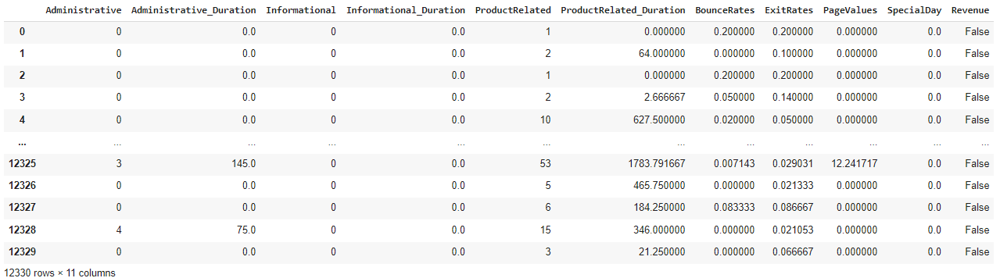 Administrative Administrative_Duration Informational Informational_Duration ProductRelated ProductRelated_Duration BounceRates ExitRates PageValues SpecialDay Revenue
0 0 0.0 0 0.0 1 0.000000 0.200000 0.200000 0.000000 0.0 False
1 0 0.0 0 0.0 2 64.000000 0.000000 0.100000 0.000000 0.0 False
2 0 0.0 0 0.0 1 0.000000 0.200000 0.200000 0.000000 0.0 False
3 0 0.0 0 0.0 2 2.666667 0.050000 0.140000 0.000000 0.0 False
4 0 0.0 0 0.0 10 627.500000 0.020000 0.050000 0.000000 0.0 False
... ... ... ... ... ... ... ... ... ... ... ...
12325 3 145.0 0 0.0 53 1783.791667 0.007143 0.029031 12.241717 0.0 False
12326 0 0.0 0 0.0 5 465.750000 0.000000 0.021333 0.000000 0.0 False
12327 0 0.0 0 0.0 6 184.250000 0.083333 0.086667 0.000000 0.0 False
12328 4 75.0 0 0.0 15 346.000000 0.000000 0.021053 0.000000 0.0 False
12329 0 0.0 0 0.0 3 21.250000 0.000000 0.066667 0.000000 0.0 False
12330 rows × 11 columns